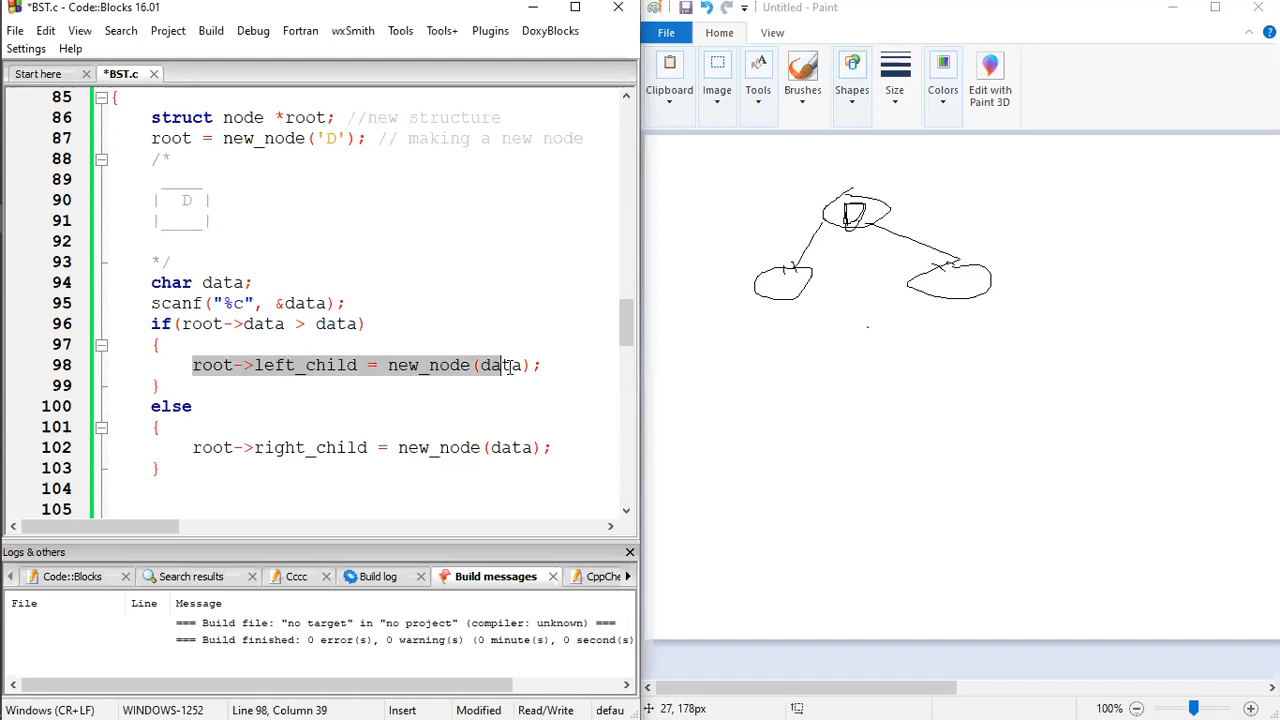 *BST.c - Code::Blocks 16.01
File Edit View Search Project Build Debug Fortran wxSmith Tools Tools+ Plugins DoxyBlocks
Settings Help
Start here *BST.c
85 {
86 struct node *root; //new structure
87 root = new_node('D'); // making a new node
88 /*
89 _____
90 | D |
91 |_____|
92
93 */
94 char data;
95 scanf("%c", &data);
96 if(root->data > data)
97 {
98 root->left_child = new_node(data);
99 }
100 else
101 {
102 root->right_child = new_node(data);
103 }
104
105
Logs & others
Code::Blocks Search results Cccc Build log Build messages CppChe
File Line Message
=== Build file: "no target" in "no project" (compiler: unknown) ===
=== Build finished: 0 error(s), 0 warning(s) (0 minute(s), 0 second(s)
Windows (CR+LF) WINDOWS-1252 Line 98, Column 39 Insert Modified Read/Write defau
Untitled - Paint
File Home View
Clipboard Image Tools Brushes Shapes Size Colors Edit with
Paint 3D
D
27, 178px 100%